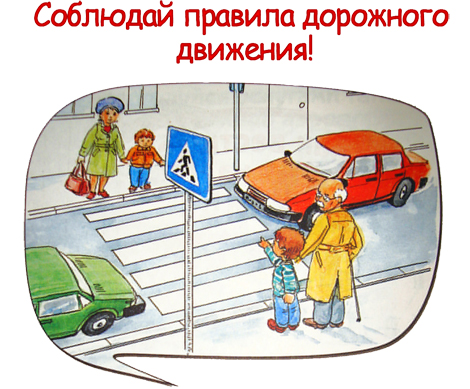 Соблюдай правила дорожного
движения!